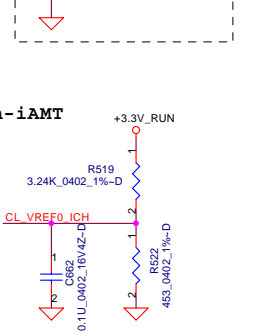 -iAMT
+3.3V_RUN
1
R519
3.24K_0402_1%~D
2
CL_VREF0_ICH
1
C662
0.1U_0402_16V4Z~D
2
1
R522
453_0402_1%~D
2